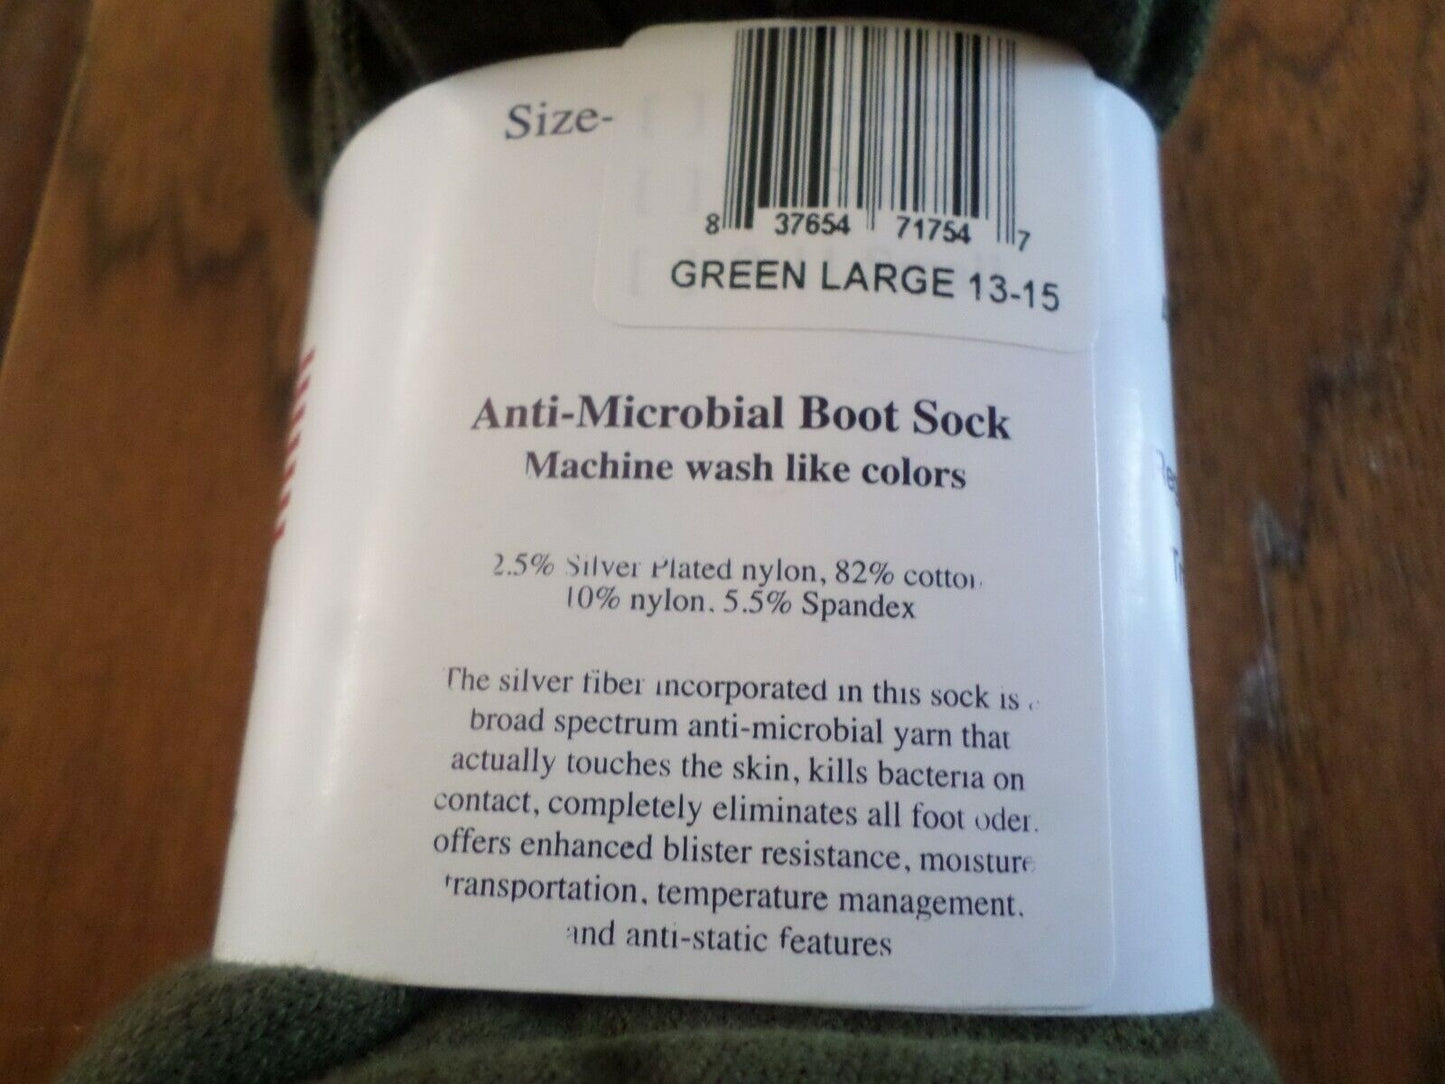 Size-
8 37654 71754 7
GREEN LARGE 13-15
Anti-Microbial Boot Sock
Machine wash like colors
2.5% Silver Plated nylon, 82% cotton
10% nylon. 5.5% Spandex
The silver fiber incorporated in this sock is a
broad spectrum anti-microbial yarn that
actually touches the skin, kills bacteria on
contact, completely eliminates all foot oder.
offers enhanced blister resistance, moisture
transportation, temperature management.
and anti-static features